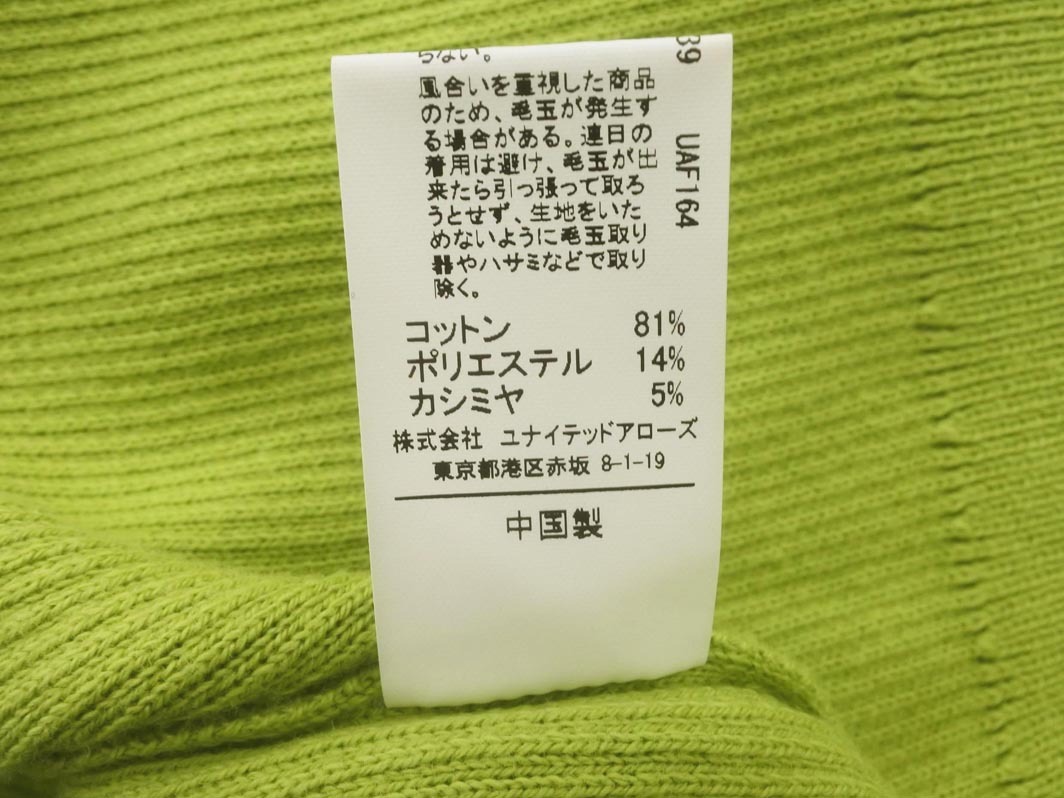 らない。
風合いを重視した商品
のため、毛玉が発生す
る場合がある。連日の
着用は避け、毛玉が出
来たら引っ張って取ろ
うとせず、生地をいた
めないように毛玉取り
器やハサミなどで取り
除く。
コットン 81%
ポリエステル 14%
カシミヤ 5%
株式会社 ユナイテッドアローズ
東京都港区赤坂 8-1-19
中国製
39 UAF164